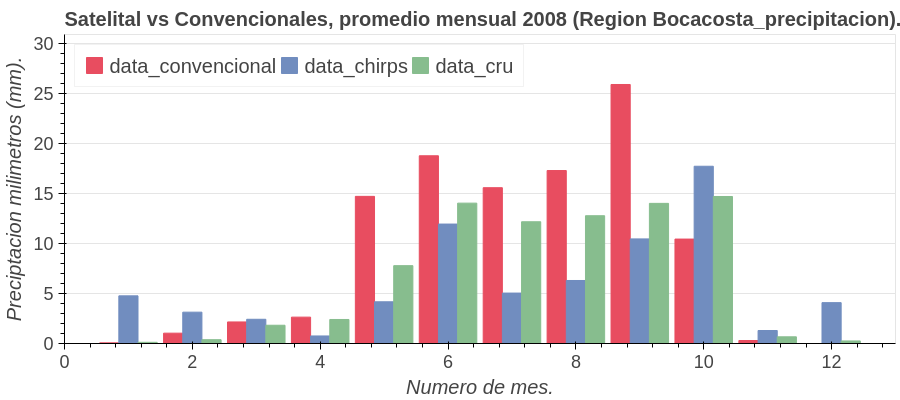 Satelital vs Convencionales, promedio mensual 2008 (Region Bocacosta_precipitacion).
data_convencional data_chirps data_cru
Preciptacion milimetros (mm).
30
25
20
15
10
5
0
0 2 4 6 8 10 12
Numero de mes.